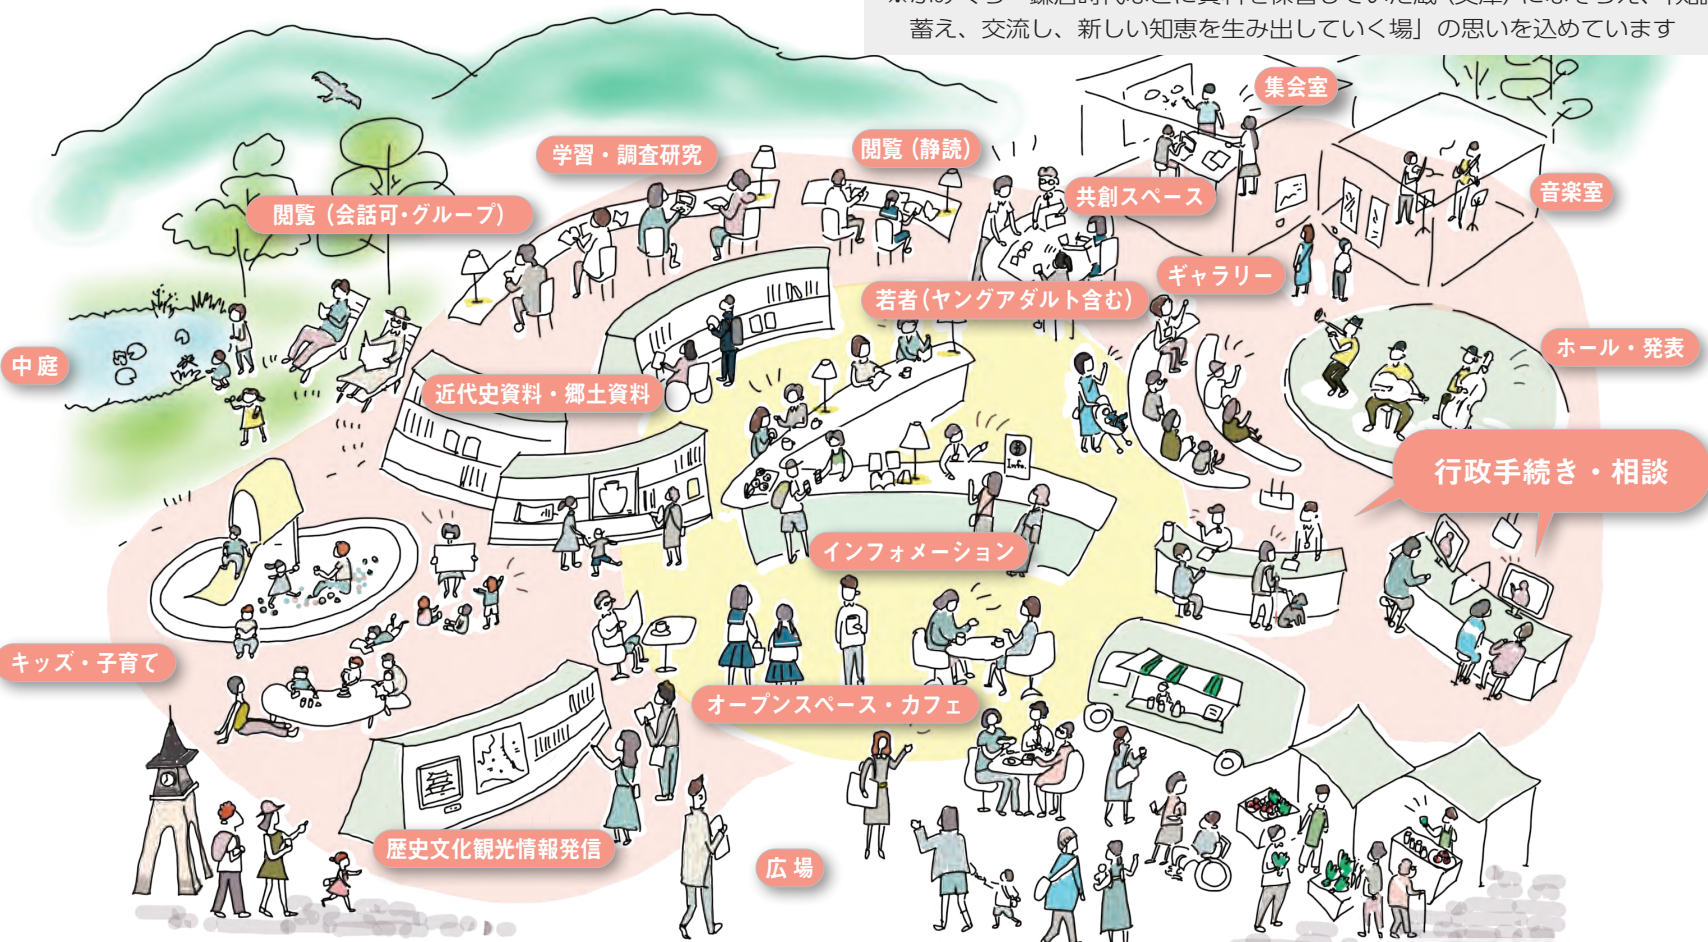 蓄え、交流し、新しい知恵を生み出していく場」の思いを込めています
集会室
学習・調査研究
閲覧（静読）
共創スペース
音楽室
閲覧（会話可・グループ）
ギャラリー
若者（ヤングアダルト含む）
ホール・発表
中庭
近代史資料・郷土資料
Info.
行政手続き・相談
インフォメーション
キッズ・子育て
オープンスペース・カフェ
歴史文化観光情報発信
広場